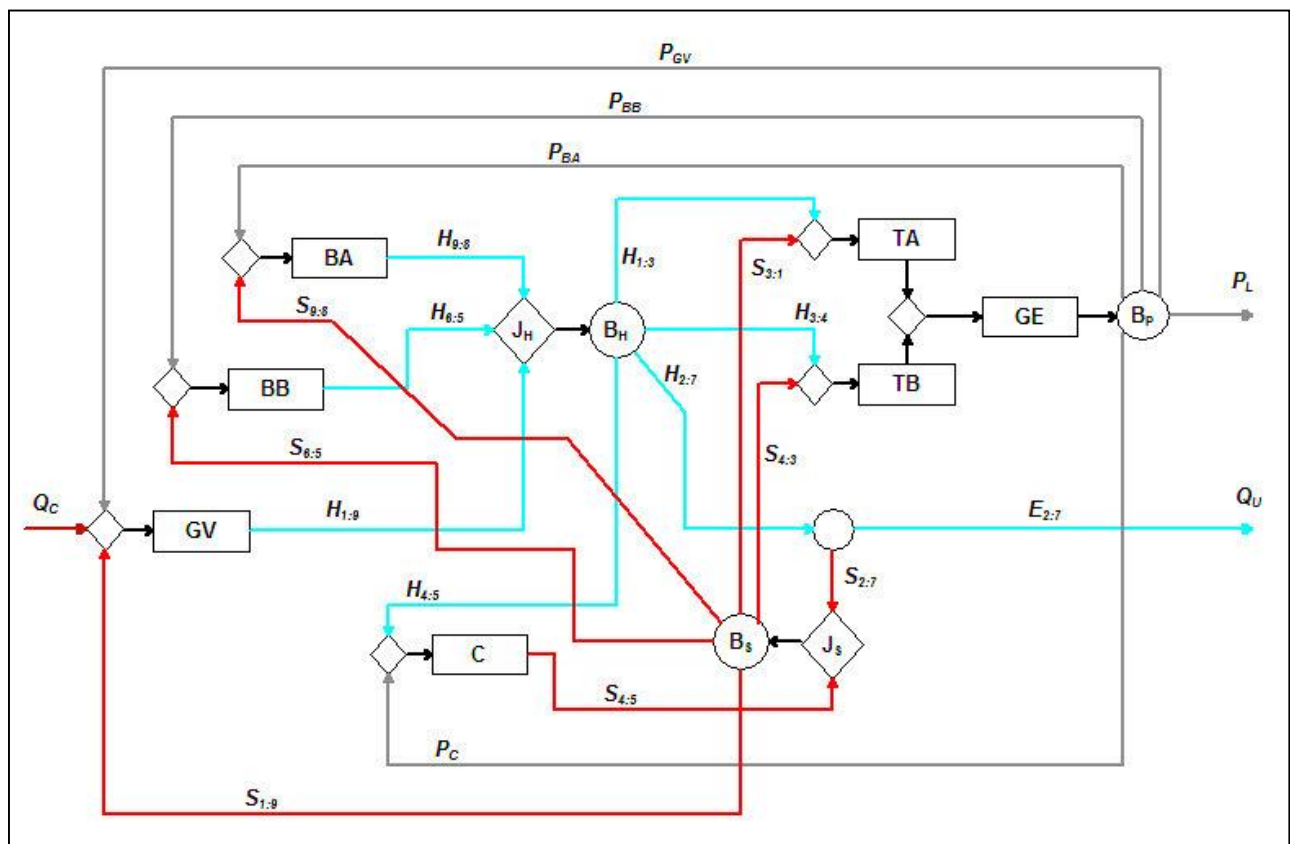 P_GV
P_BB
P_BA
BA
H_9:8
H_1:3
S_3:1
TA
S_9:8
H_6:5
J_H
B_H
H_3:4
GE
B_P
P_L
BB
H_2:7
TB
S_6:5
S_4:3
Q_C
GV
H_1:9
E_2:7
Q_U
S_2:7
H_4:5
C
B_S
J_S
S_4:5
P_C
S_1:9